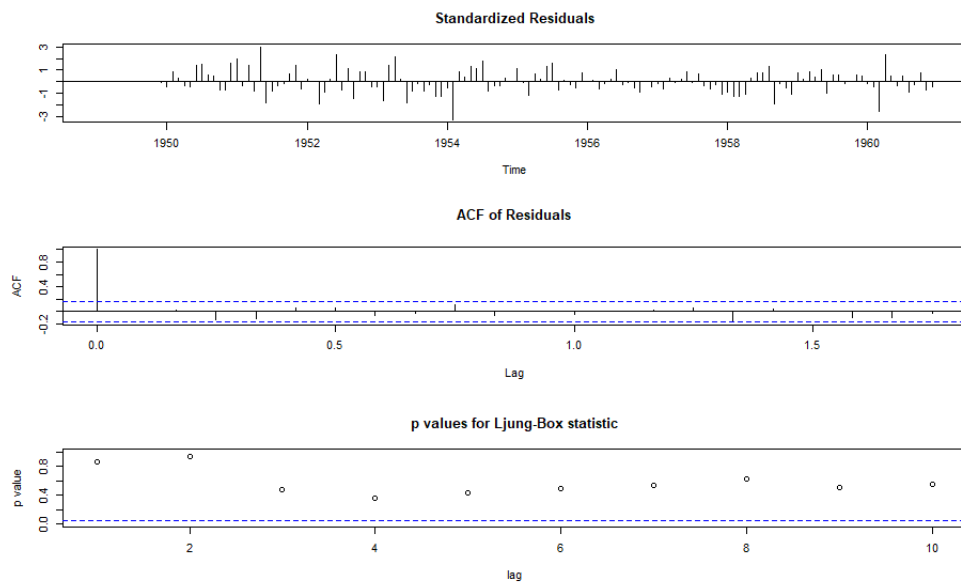 Standardized Residuals
3
1
-1
-3
1950 1952 1954 1956 1958 1960
Time
ACF of Residuals
ACF
0.8
0.4
-0.2
0.0 0.5 1.0 1.5
Lag
p values for Ljung-Box statistic
p value
0.8
0.4
0.0
2 4 6 8 10
lag